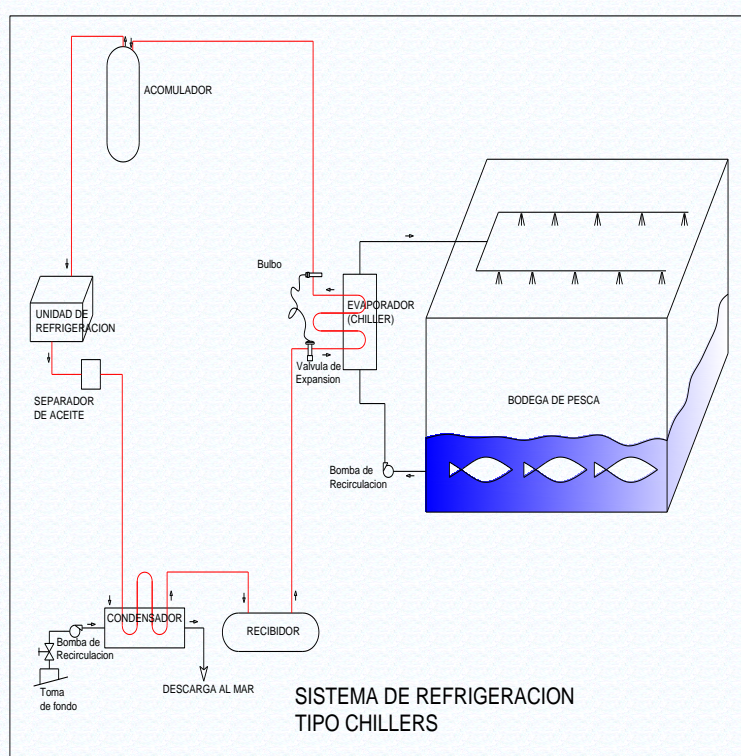 ACOMULADOR
Bulbo
EVAPORADOR
(CHILLER)
UNIDAD DE
REFRIGERACION
Valvula de
Expansion
SEPARADOR
DE ACEITE
BODEGA DE PESCA
Bomba de
Recirculacion
CONDENSADOR
RECIBIDOR
Bomba de
Recirculacion
Toma
de fondo
DESCARGA AL MAR
SISTEMA DE REFRIGERACION
TIPO CHILLERS